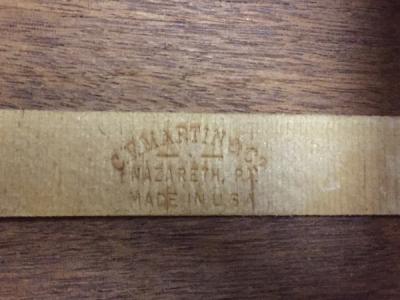 C.F. MARTIN & Co
NAZARETH, PA
MADE IN U.S.A